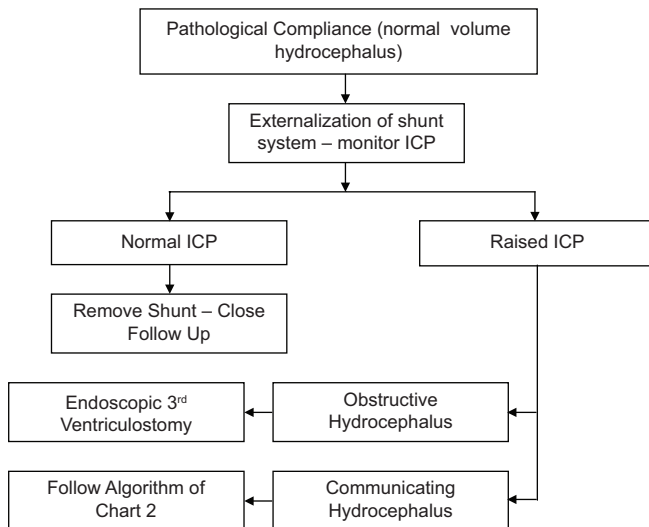 Pathological Compliance (normal volume
hydrocephalus)
Externalization of shunt
system – monitor ICP
Normal ICP
Raised ICP
Remove Shunt – Close
Follow Up
Endoscopic 3rd
Ventriculostomy
Obstructive
Hydrocephalus
Follow Algorithm of
Chart 2
Communicating
Hydrocephalus